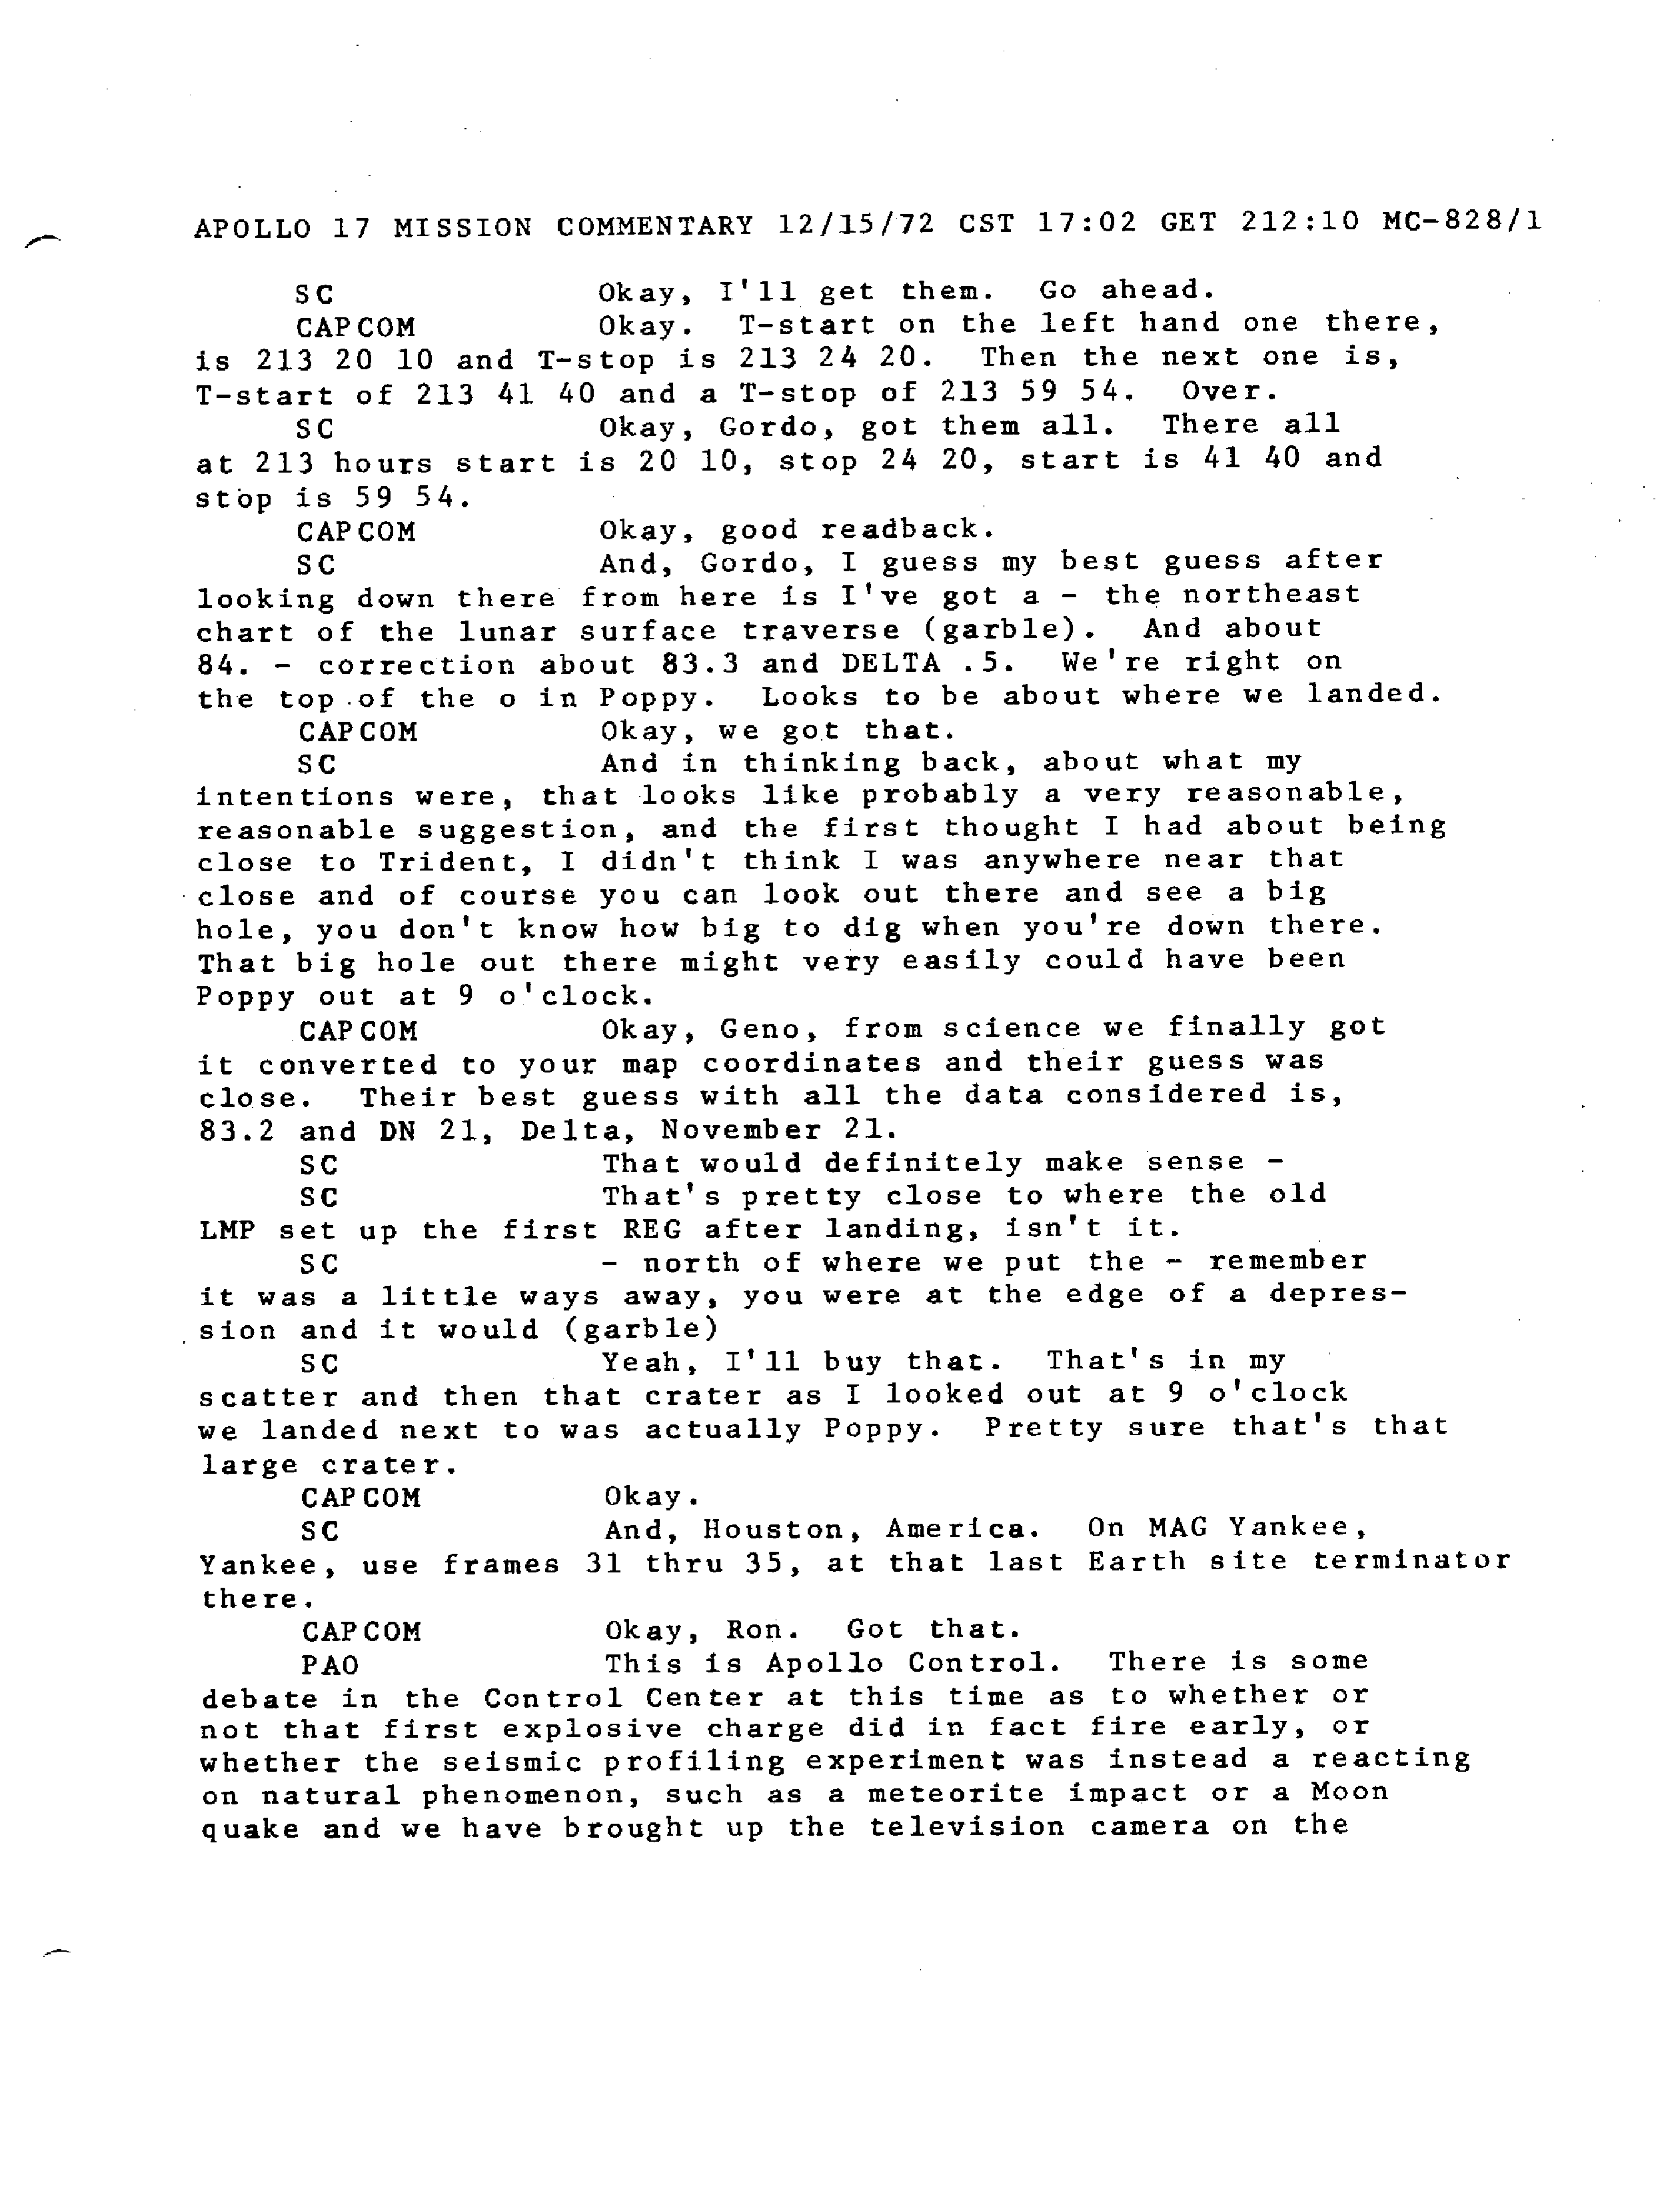 APOLLO 17 MISSION COMMENTARY 12/15/72 CST 17:02 GET 212:10 MC-828/1
SC Okay, I'll get them. Go ahead.
CAPCOM Okay. T-start on the left hand one there,
is 213 20 10 and T-stop is 213 24 20. Then the next one is,
T-start of 213 41 40 and a T-stop of 213 59 54. Over.
SC Okay, Gordo, got them all. There all
at 213 hours start is 20 10, stop 24 20, start is 41 40 and
stop is 59 54.
CAPCOM Okay, good readback.
SC And, Gordo, I guess my best guess after
looking down there from here is I've got a - the northeast
chart of the lunar surface traverse (garble). And about
84. - correction about 83.3 and DELTA .5. We're right on
the top of the o in Poppy. Looks to be about where we landed.
CAPCOM Okay, we got that.
SC And in thinking back, about what my
intentions were, that looks like probably a very reasonable,
reasonable suggestion, and the first thought I had about being
close to Trident, I didn't think I was anywhere near that
close and of course you can look out there and see a big
hole, you don't know how big to dig when you're down there.
That big hole out there might very easily could have been
Poppy out at 9 o'clock.
CAPCOM Okay, Geno, from science we finally got
it converted to your map coordinates and their guess was
close. Their best guess with all the data considered is,
83.2 and DN 21, Delta, November 21.
SC That would definitely make sense -
SC That's pretty close to where the old
LMP set up the first REG after landing, isn't it.
SC - north of where we put the - remember
it was a little ways away, you were at the edge of a depres-
sion and it would (garble)
SC Yeah, I'll buy that. That's in my
scatter and then that crater as I looked out at 9 o'clock
we landed next to was actually Poppy. Pretty sure that's that
large crater.
CAPCOM Okay.
SC And, Houston, America. On MAG Yankee,
Yankee, use frames 31 thru 35, at that last Earth site terminator
there.
CAPCOM Okay, Ron. Got that.
PAO This is Apollo Control. There is some
debate in the Control Center at this time as to whether or
not that first explosive charge did in fact fire early, or
whether the seismic profiling experiment was instead a reacting
on natural phenomenon, such as a meteorite impact or a Moon
quake and we have brought up the television camera on the